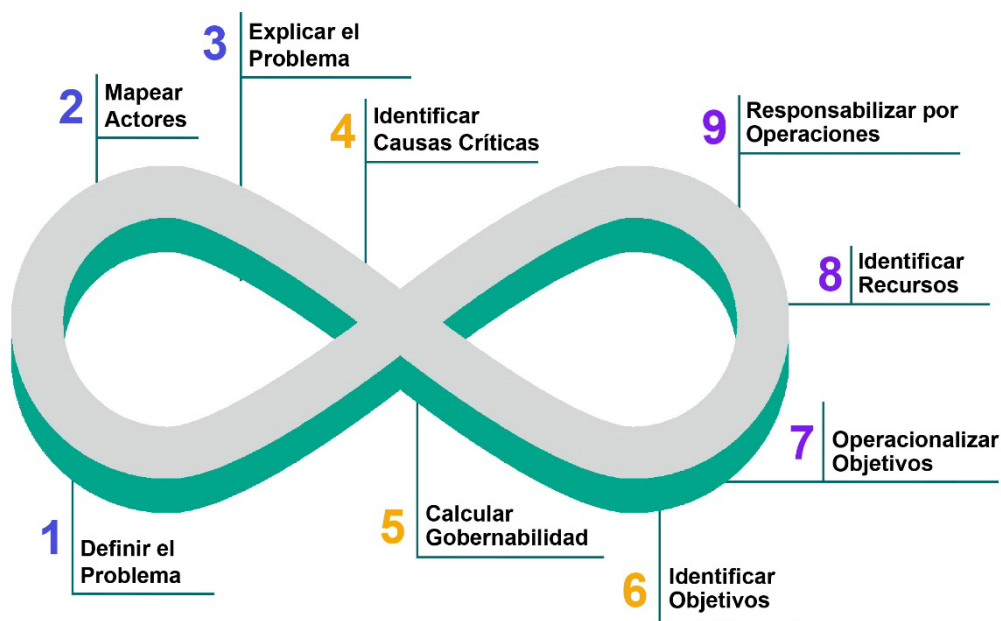 1
Definir el
Problema
2
Mapear
Actores
3
Explicar el
Problema
4
Identificar
Causas Críticas
5
Calcular
Gobernabilidad
6
Identificar
Objetivos
7
Operacionalizar
Objetivos
8
Identificar
Recursos
9
Responsabilizar por
Operaciones